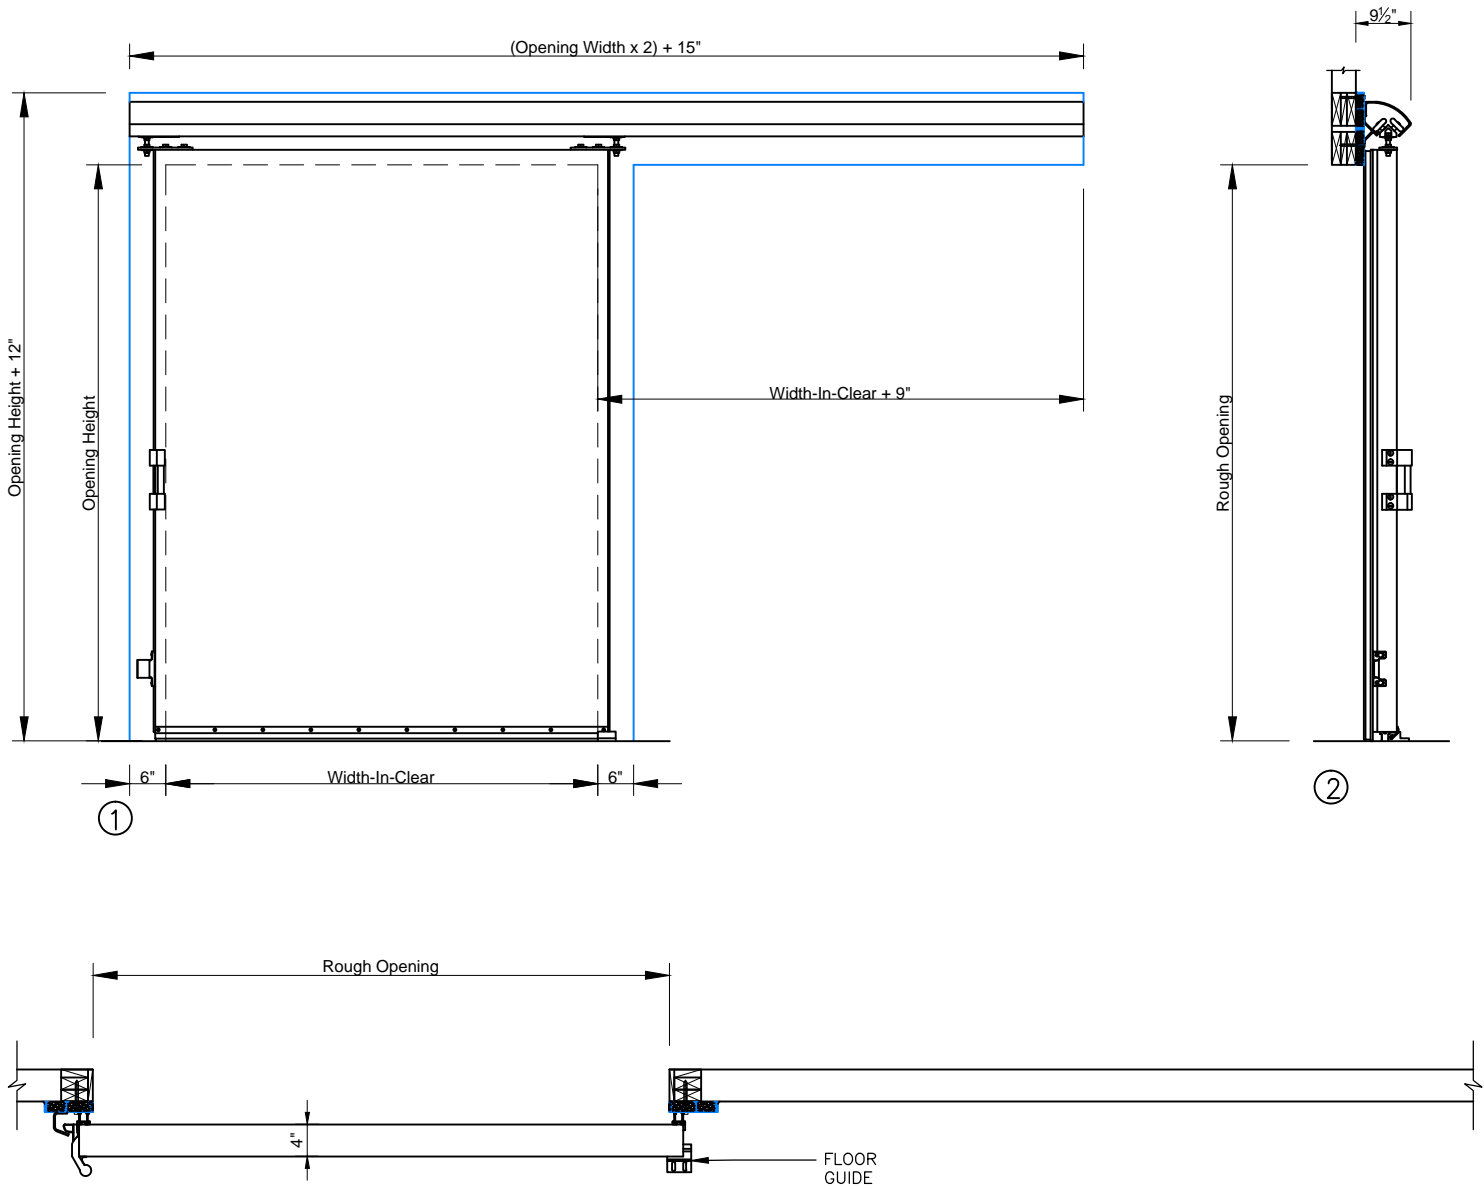 (Opening Width x 2) + 15"
9½"
Opening Height + 12"
Opening Height
Width-In-Clear + 9"
Rough Opening
6"
Width-In-Clear
6"
1
2
Rough Opening
4"
FLOOR
GUIDE